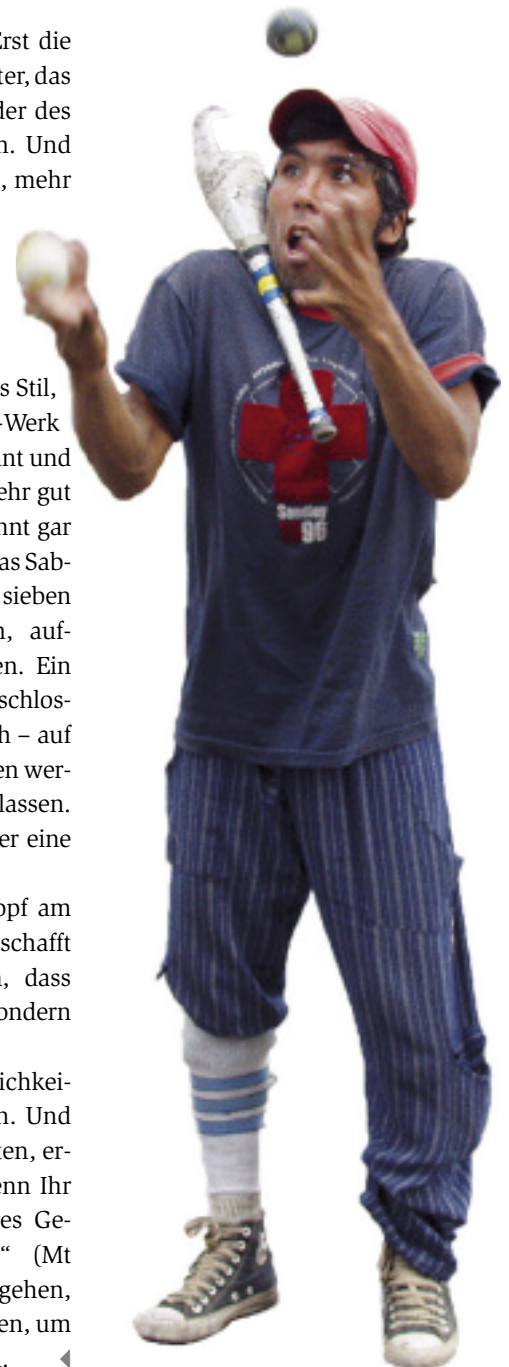 Erst die
ter, das
der des
n. Und
, mehr
s Stil,
-Werk
nt und
ehr gut
nnt gar
as Sab-
sieben
n, auf-
en. Ein
schlos-
h – auf
en wer-
lassen.
er eine
opf am
schafft
n, dass
ondern
lichkei-
n. Und
ten, er-
enn Ihr
es Ge-
“ (Mt
gehen,
en, um
.
96